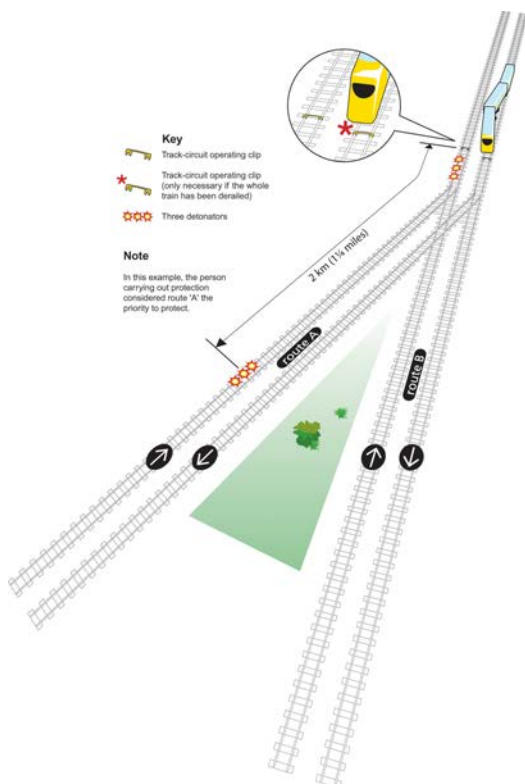 Key
Track-circuit operating clip
Track-circuit operating clip
(only necessary if the whole
train has been derailed)
Three detonators
Note
In this example, the person
carrying out protection
considered route 'A' the
priority to protect.
2 km (1¼ miles)
route A
route B